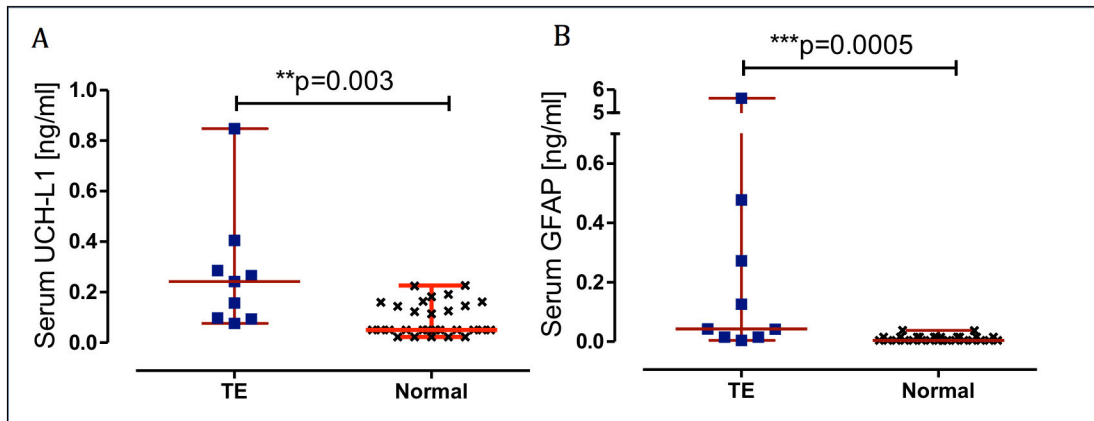 A
**p=0.003
Serum UCH-L1 [ng/ml]
1.0
0.8
0.6
0.4
0.2
0.0
TE Normal
B
***p=0.0005
Serum GFAP [ng/ml]
6
5
0.6
0.4
0.2
0.0
TE Normal